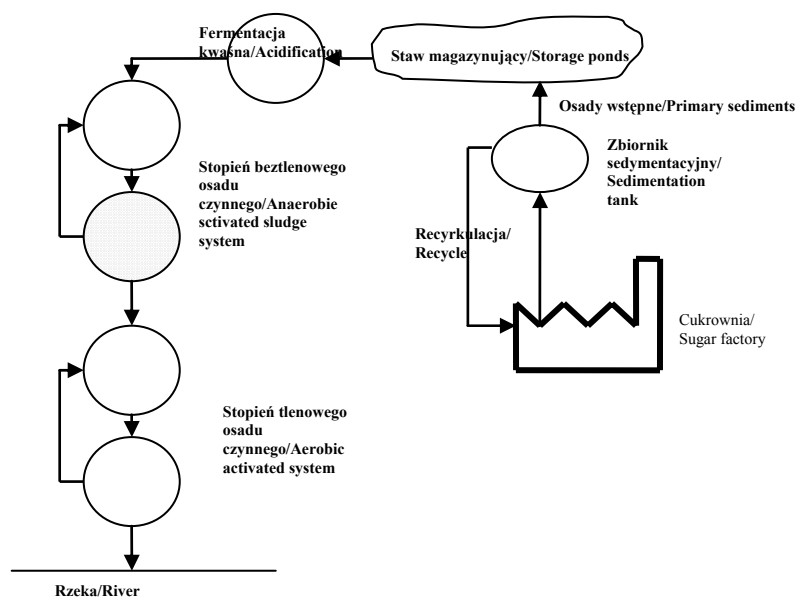 Fermentacja
kwaśna/Acidification
Staw magazynujący/Storage ponds
Osady wstępne/Primary sediments
Zbiornik
sedymentacyjny/
Sedimentation
tank
Stopień beztlenowego
osadu
czynnego/Anaerobie
sctivated sludge
system
Recyrkulacja/
Recycle
Cukrownia/
Sugar factory
Stopień tlenowego
osadu
czynnego/Aerobic
activated system
Rzeka/River